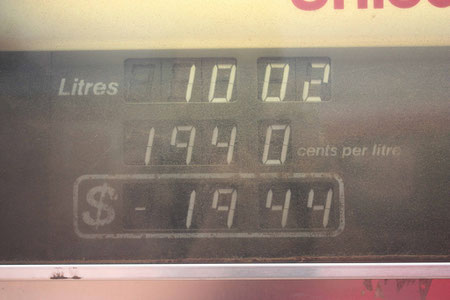 Litres 10 02
194 0 cents per litre
$ - 19 44